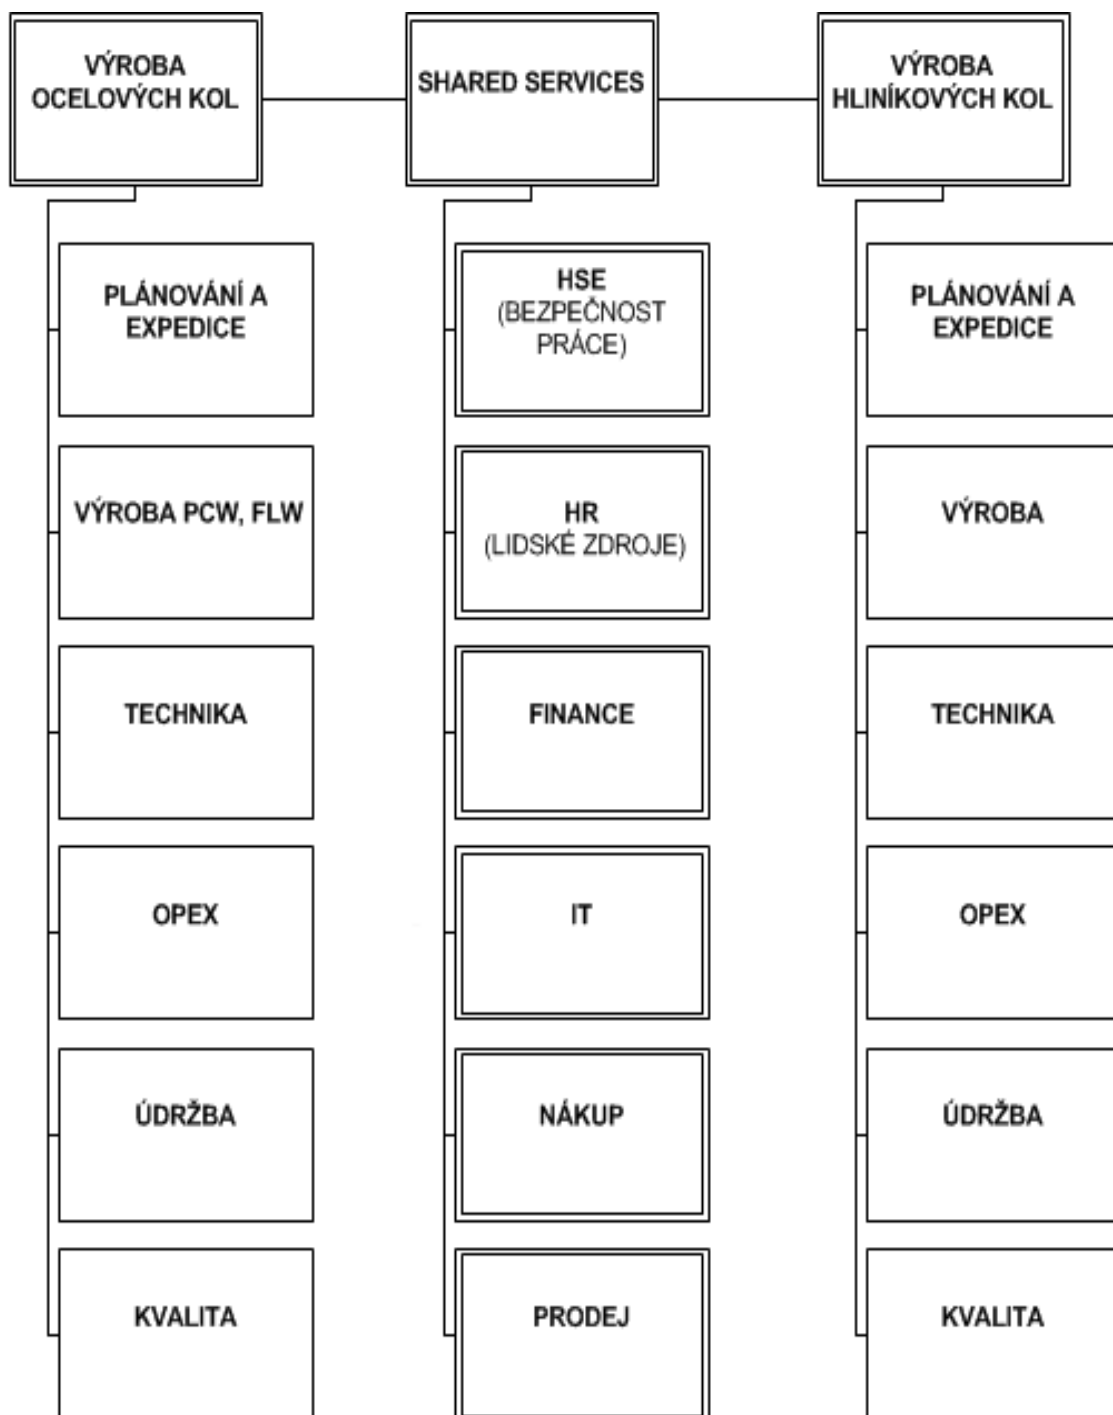 VÝROBA
OCELOVÝCH KOL
SHARED SERVICES
VÝROBA
HLINÍKOVÝCH KOL
PLÁNOVÁNÍ A
EXPEDICE
HSE
(BEZPEČNOST
PRÁCE)
PLÁNOVÁNÍ A
EXPEDICE
VÝROBA PCW, FLW
HR
(LIDSKÉ ZDROJE)
VÝROBA
TECHNIKA
FINANCE
TECHNIKA
OPEX
IT
OPEX
ÚDRŽBA
NÁKUP
ÚDRŽBA
KVALITA
PRODEJ
KVALITA